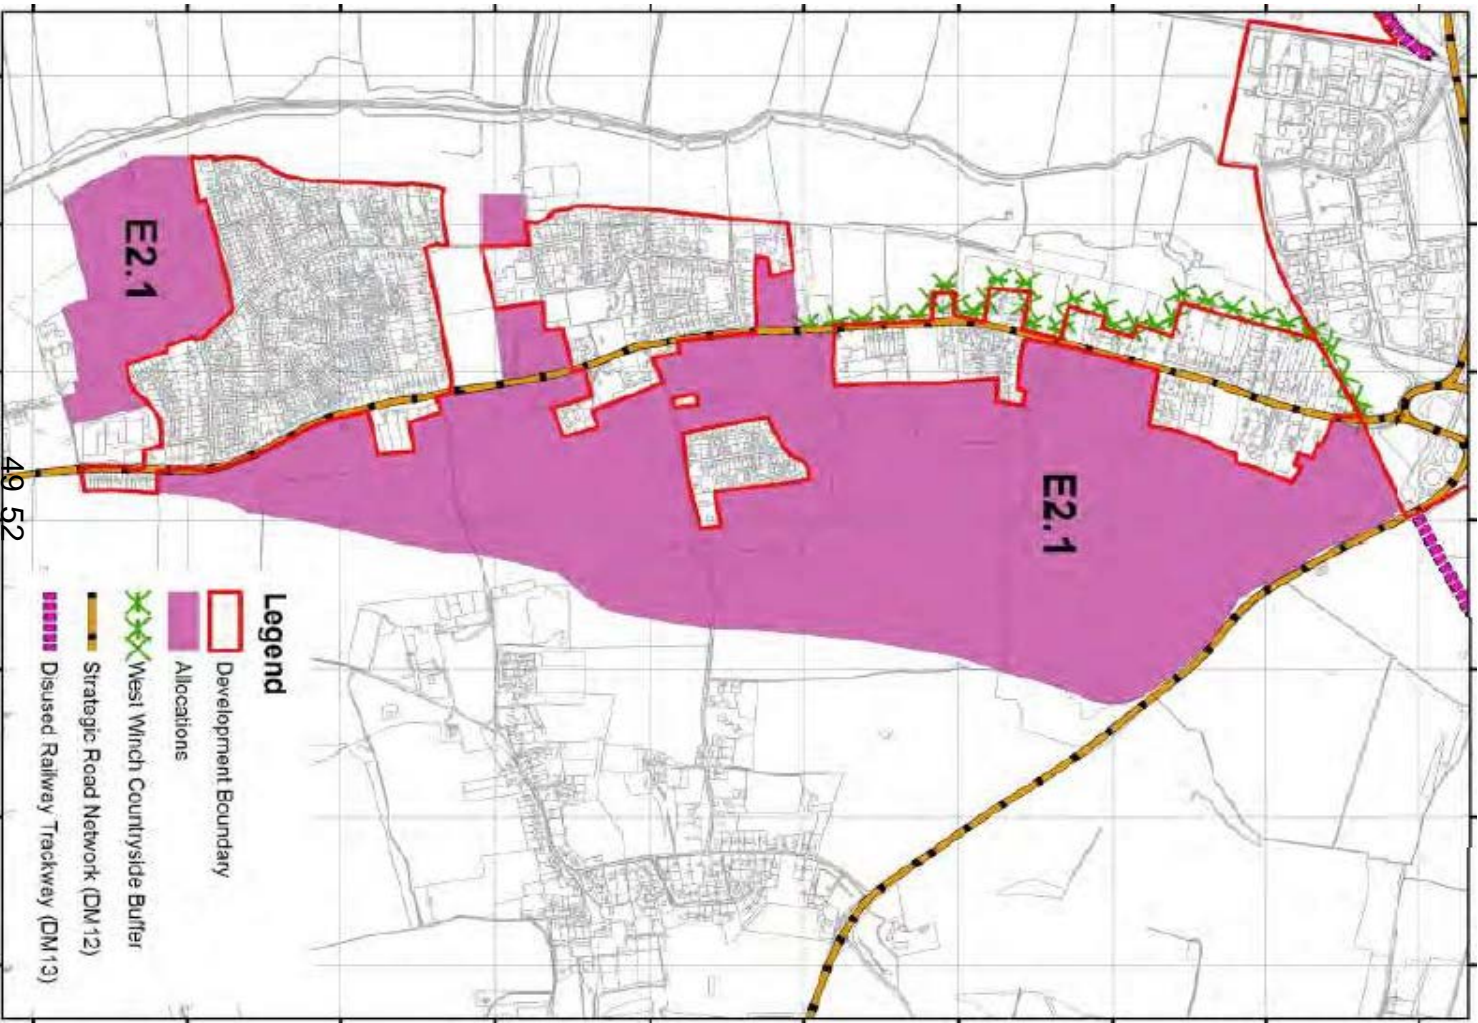 E2.1
E2.1
Legend
Development Boundary
Allocations
West Winch Countryside Buffer
Strategic Road Network (DM12)
Disused Railway Trackway (DM13)
49 52